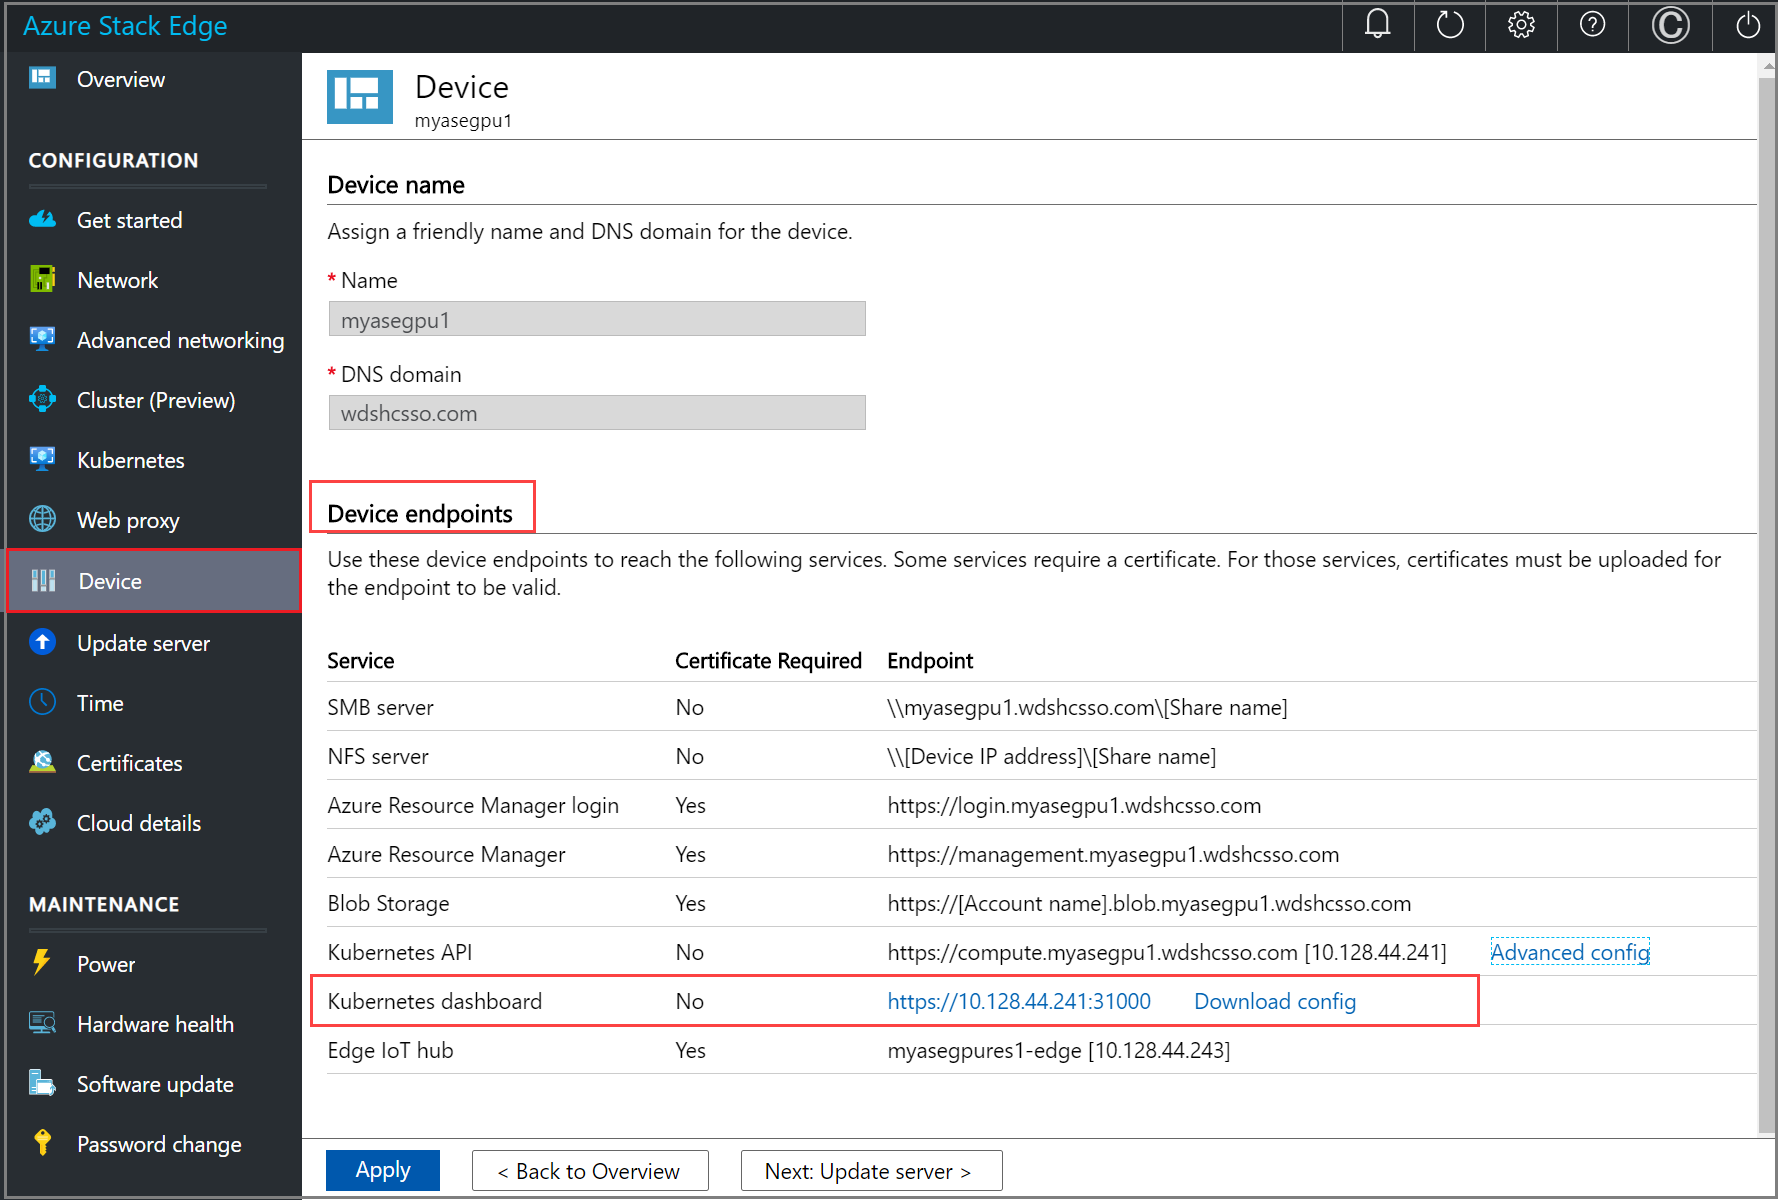 Azure Stack Edge
Overview
CONFIGURATION
Get started
Network
Advanced networking
Cluster (Preview)
Kubernetes
Web proxy
Device
Update server
Time
Certificates
Cloud details
MAINTENANCE
Power
Hardware health
Software update
Password change
Device
myasegpu1
Device name
Assign a friendly name and DNS domain for the device.
* Name
myasegpu1
* DNS domain
wdshcsso.com
Device endpoints
Use these device endpoints to reach the following services. Some services require a certificate. For those services, certificates must be uploaded for
the endpoint to be valid.
Service Certificate Required Endpoint
SMB server No \\myasegpu1.wdshcsso.com\[Share name]
NFS server No \\[Device IP address]\[Share name]
Azure Resource Manager login Yes https://login.myasegpu1.wdshcsso.com
Azure Resource Manager Yes https://management.myasegpu1.wdshcsso.com
Blob Storage Yes https://[Account name].blob.myasegpu1.wdshcsso.com
Kubernetes API No https://compute.myasegpu1.wdshcsso.com [10.128.44.241] Advanced config
Kubernetes dashboard No https://10.128.44.241:31000 Download config
Edge IoT hub Yes myasegpures1-edge [10.128.44.243]
Apply < Back to Overview Next: Update server >